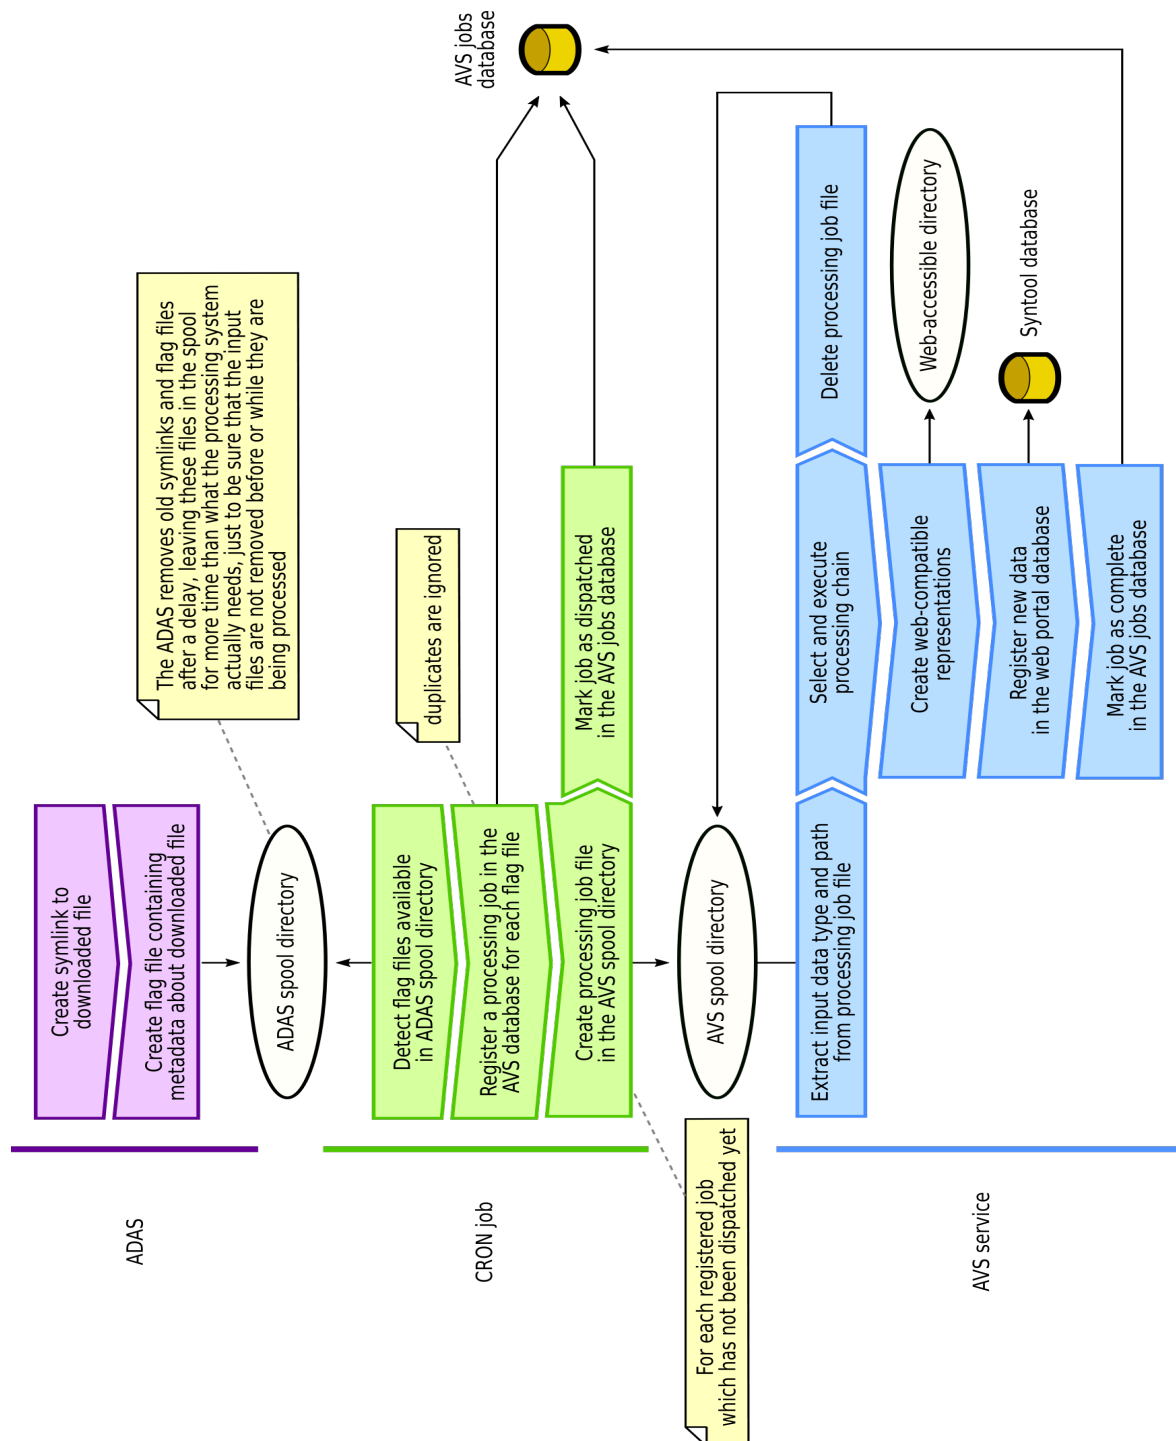 ADAS
Create symlink to
downloaded file
Create flag file containing
metadata about downloaded file
The ADAS removes old symlinks and flag files
after a delay, leaving these files in the spool
for more time than what the processing system
actually needs, just to be sure that the input
files are not removed before or while they are
being processed
ADAS spool directory
CRON job
Detect flag files available
in ADAS spool directory
duplicates are ignored
Register a processing job in the
AVS database for each flag file
AVS jobs
database
Create processing job file
in the AVS spool directory
Mark job as dispatched
in the AVS jobs database
For each registered job
which has not been dispatched yet
AVS spool directory
AVS service
Extract input data type and path
from processing job file
Select and execute
processing chain
Delete processing job file
Create web-compatible
representations
Web-accessible directory
Register new data
in the web portal database
Syntool database
Mark job as complete
in the AVS jobs database